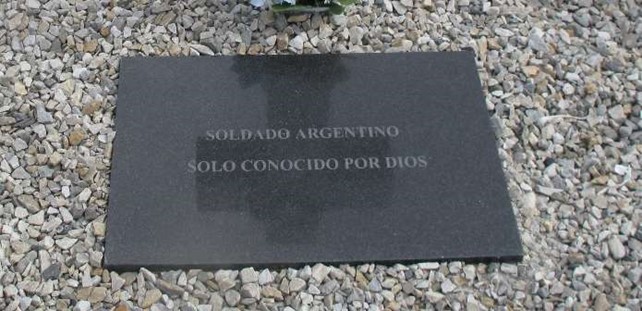 SOLDADO ARGENTINO
SOLO CONOCIDO POR DIOS